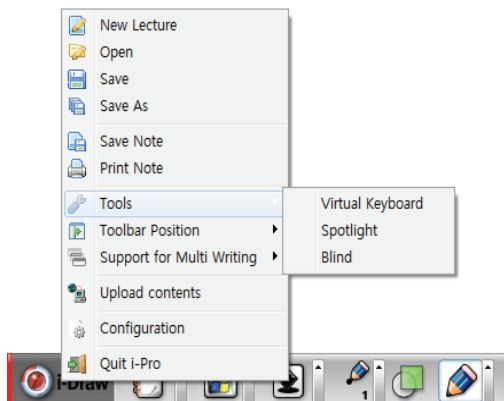 New Lecture
Open
Save
Save As
Save Note
Print Note
Tools
Virtual Keyboard
Toolbar Position
Spotlight
Support for Multi Writing
Blind
Upload contents
Configuration
Quit i-Pro
i-Draw
1